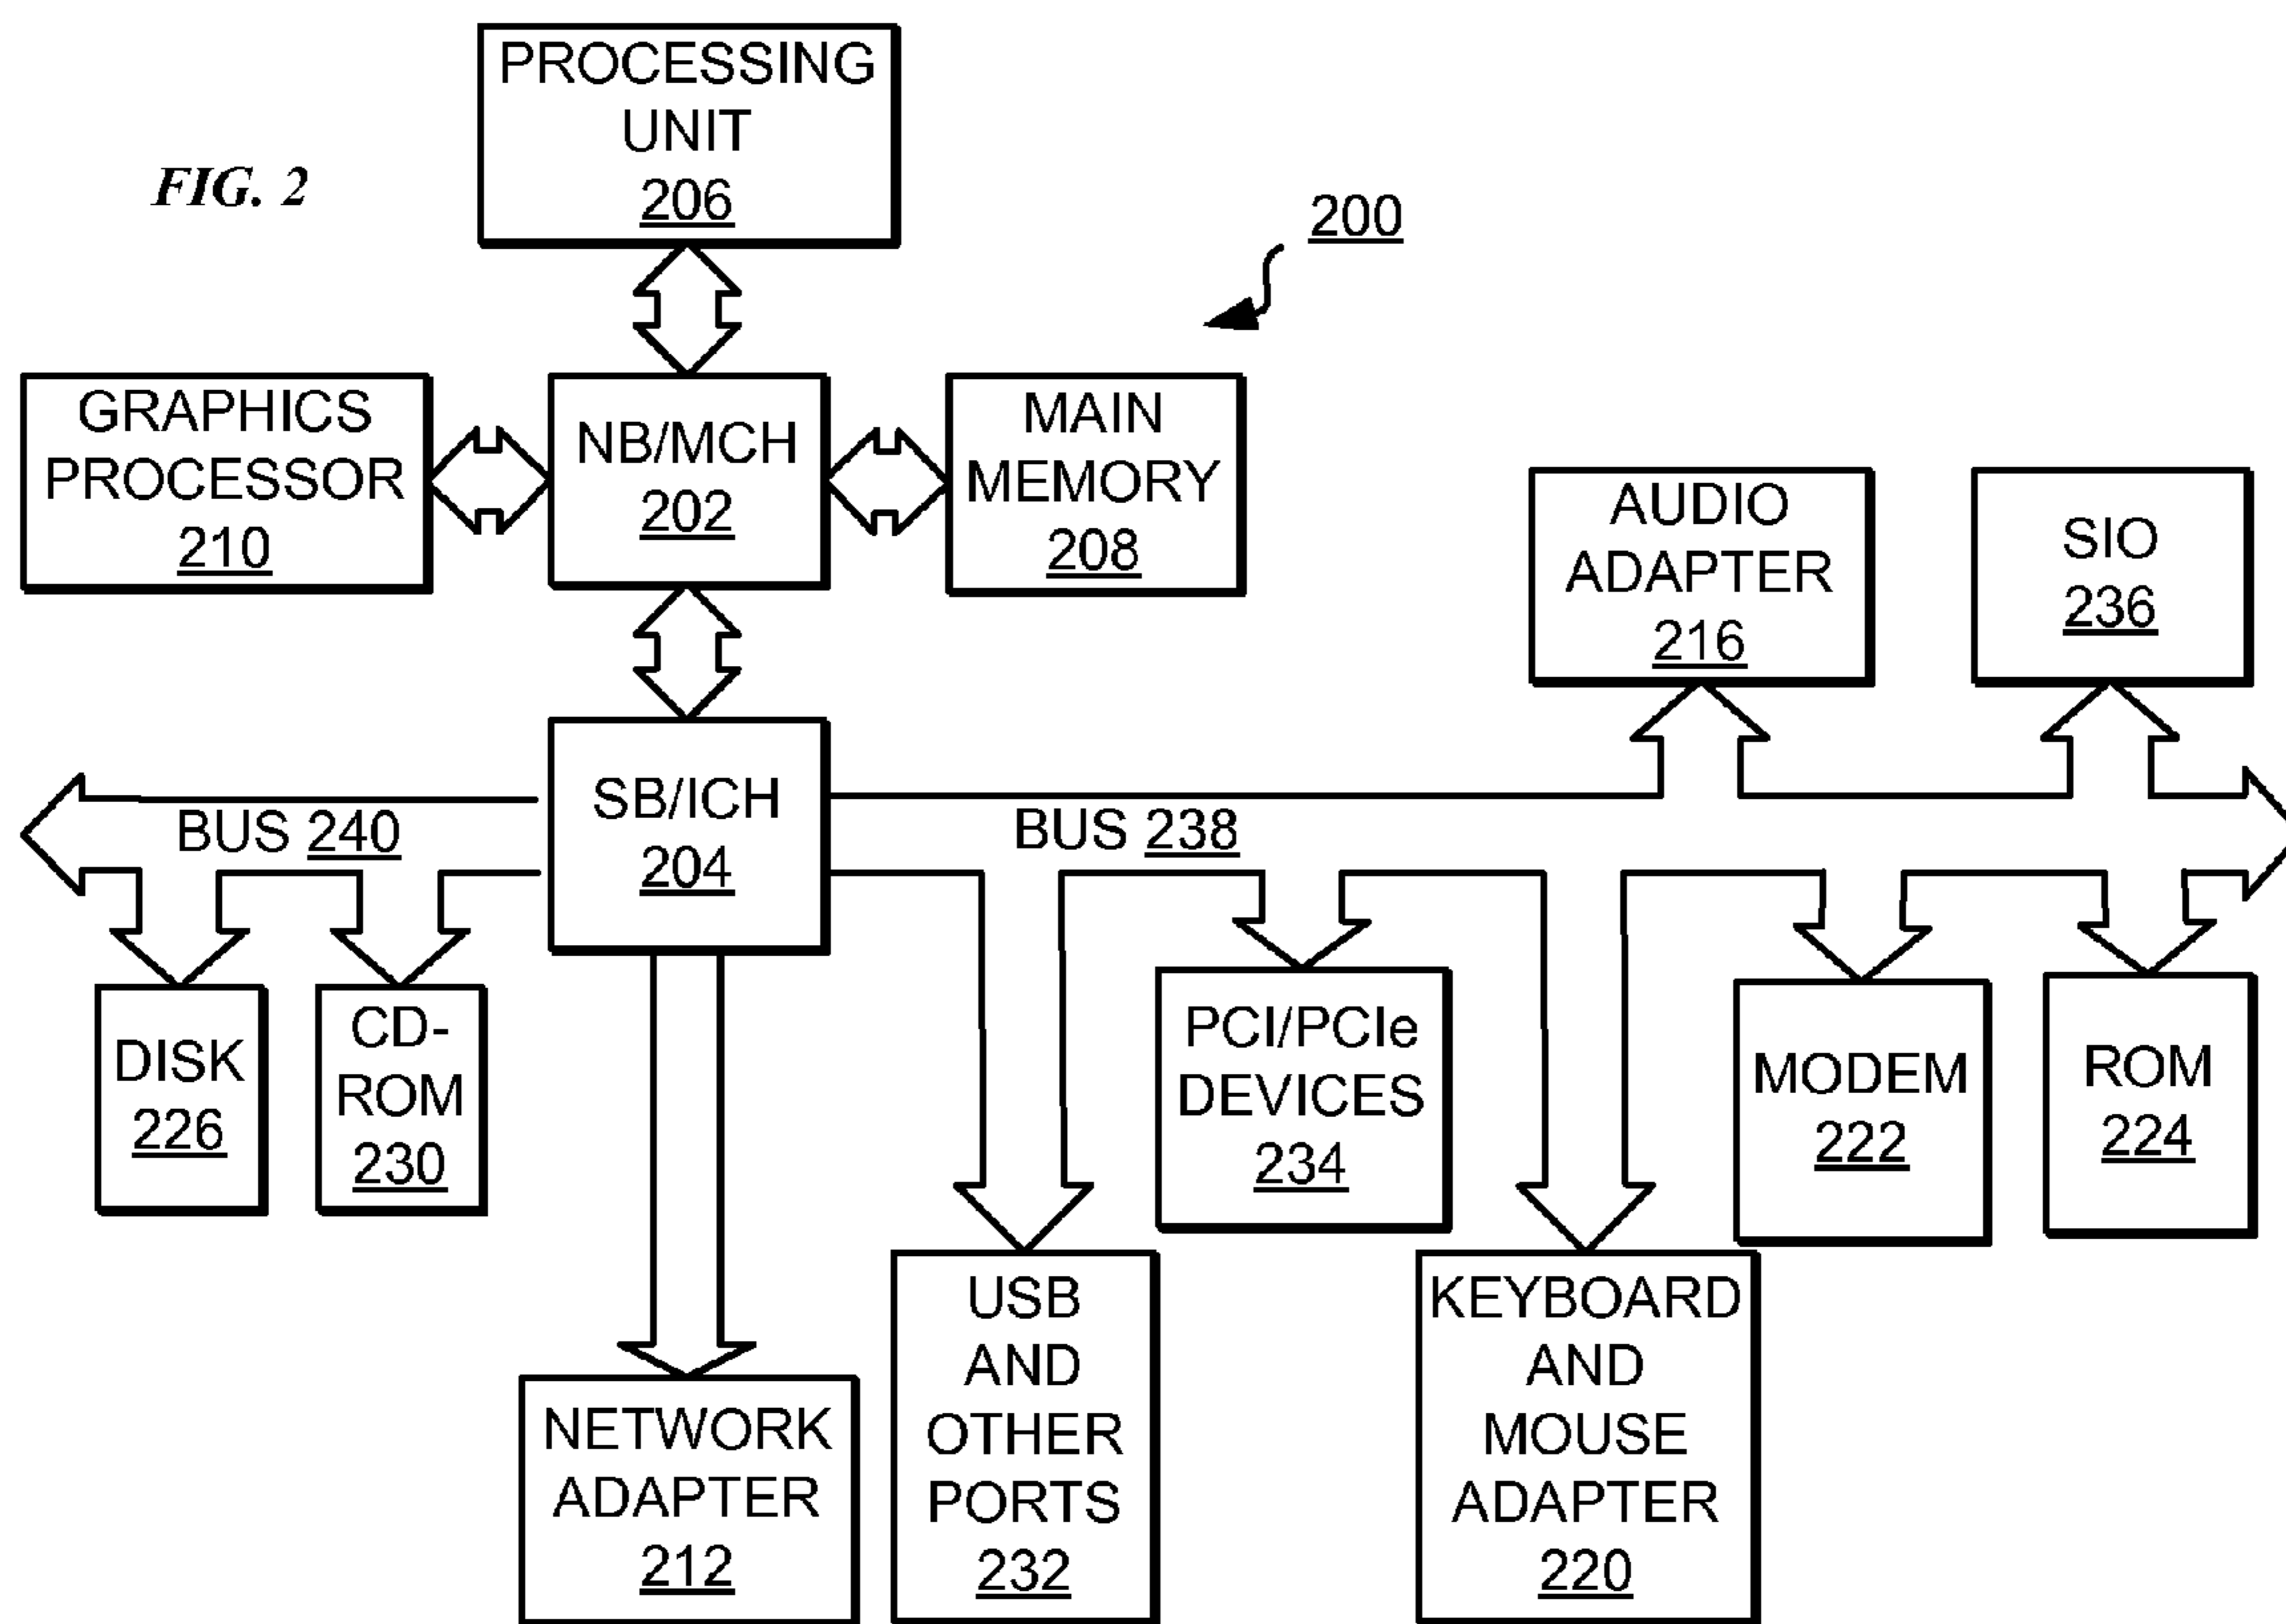 PROCESSING
UNIT
206
FIG. 2
200
GRAPHICS
PROCESSOR
210
NB/MCH
202
MAIN
MEMORY
208
AUDIO
ADAPTER
216
SIO
236
SB/ICH
204
BUS 240
BUS 238
DISK
226
CD-
ROM
230
PCI/PCIe
DEVICES
234
MODEM
222
ROM
224
NETWORK
ADAPTER
212
USB
AND
OTHER
PORTS
232
KEYBOARD
AND
MOUSE
ADAPTER
220